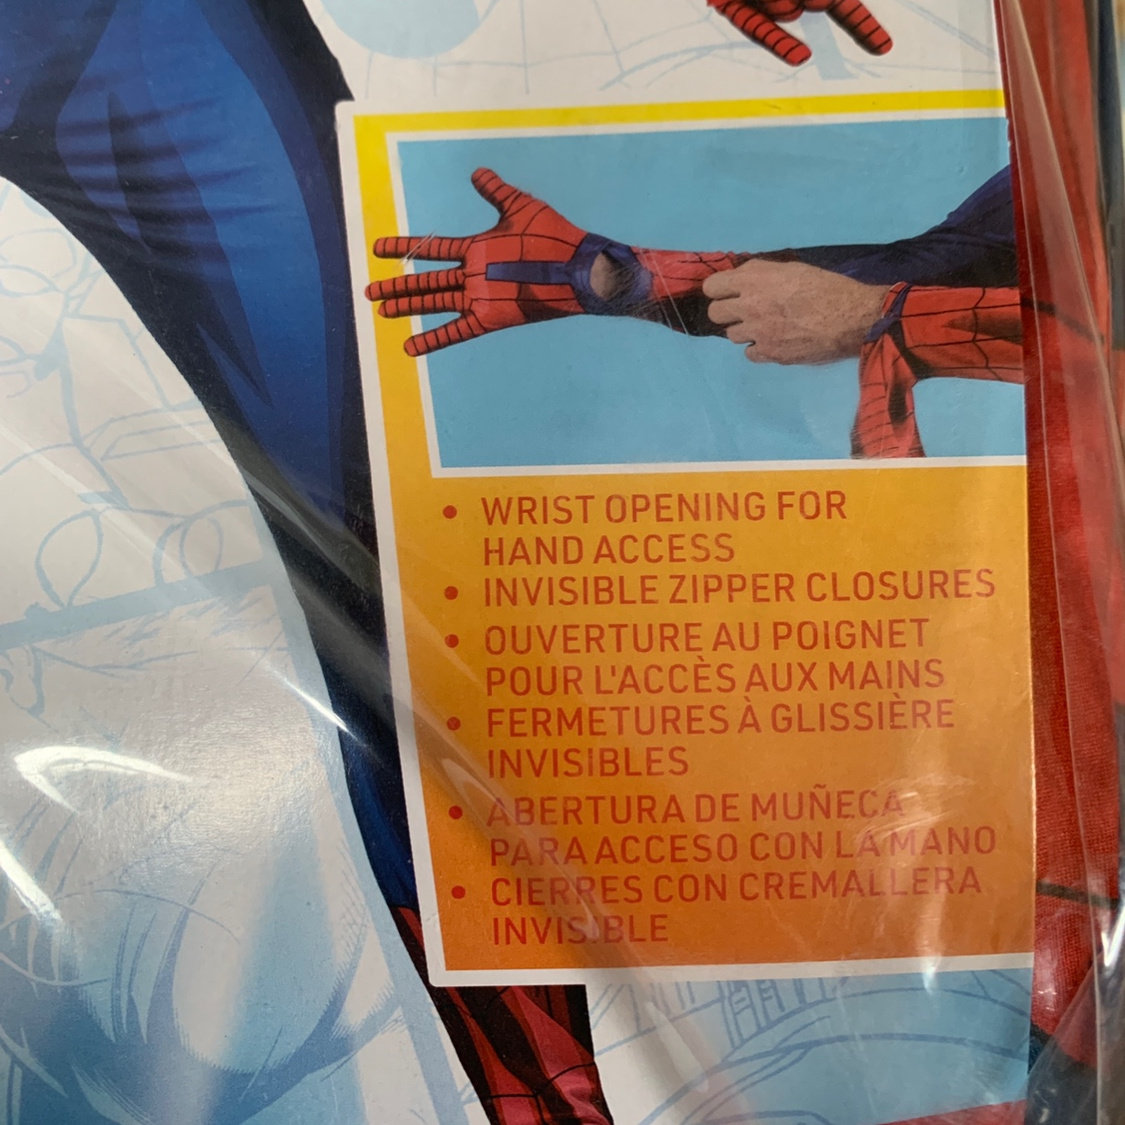 • WRIST OPENING FOR
HAND ACCESS
• INVISIBLE ZIPPER CLOSURES
• OUVERTURE AU POIGNET
POUR L'ACCÈS AUX MAINS
• FERMETURES À GLISSIÈRE
INVISIBLES
• ABERTURA DE MUÑECA
PARA ACCESO CON LA MANO
• CIERRES CON CREMALLERA
INVISIBLE